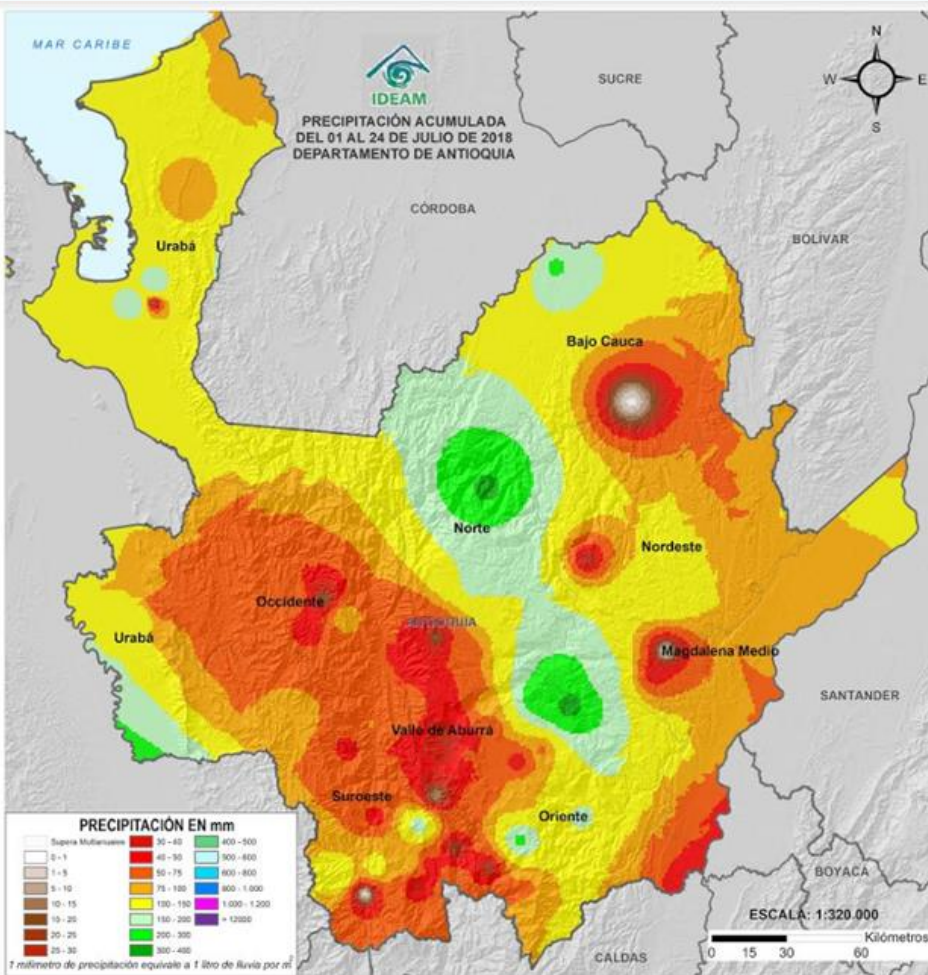 MAR CARIBE
IDEAM
PRECIPITACIÓN ACUMULADA
DEL 01 AL 24 DE JULIO DE 2018
DEPARTAMENTO DE ANTIOQUIA
SUCRE
N
W E
S
CÓRDOBA
BOLÍVAR
Urabá
Bajo Cauca
Norte
Nordeste
Occidente
ANTIOQUIA
Urabá
Magdalena Medio
SANTANDER
Valle de Aburrá
Suroeste
Oriente
BOYACA
CALDAS
PRECIPITACIÓN EN mm
Supera Multianuales 30 - 40 400 - 500
0 - 1 40 - 50 500 - 600
1 - 5 50 - 75 600 - 800
5 - 10 75 - 100 800 - 1.000
10 - 15 100 - 150 1.000 - 1.200
10 - 20 150 - 200 > 12000
20 - 25 200 - 300
25 - 30 300 - 400
1 milímetro de precipitación equivale a 1 litro de lluvia por m²
ESCALA: 1:320.000
Kilómetros
0 15 30 60